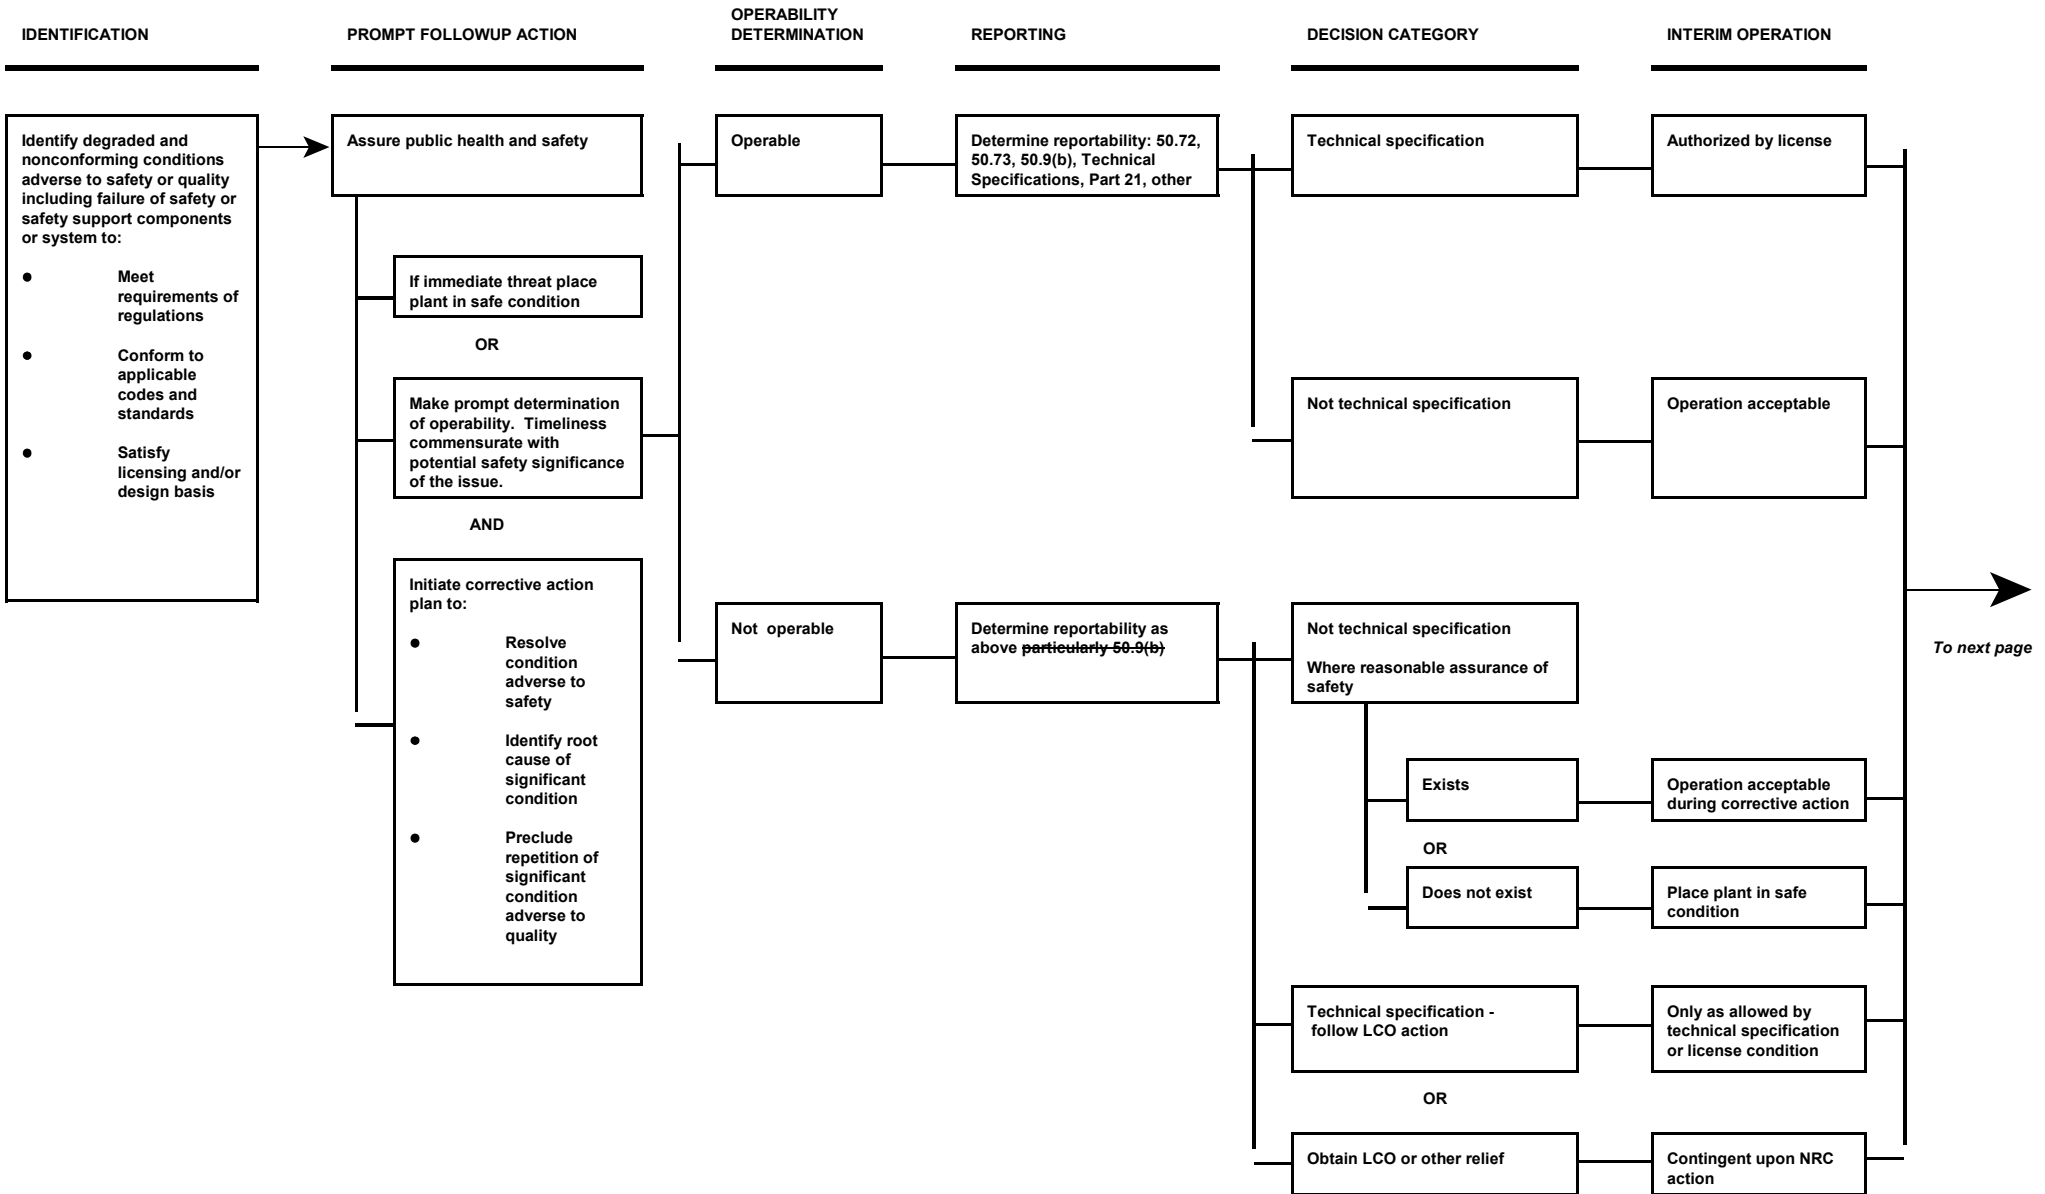 IDENTIFICATION
PROMPT FOLLOWUP ACTION
OPERABILITY
DETERMINATION
REPORTING
DECISION CATEGORY
INTERIM OPERATION
Identify degraded and
nonconforming conditions
adverse to safety or quality
including failure of safety or
safety support components
or system to:
● Meet
requirements of
regulations
● Conform to
applicable
codes and
standards
● Satisfy
licensing and/or
design basis
Assure public health and safety
If immediate threat place
plant in safe condition
OR
Make prompt determination
of operability. Timeliness
commensurate with
potential safety significance
of the issue.
AND
Initiate corrective action
plan to:
● Resolve
condition
adverse to
safety
● Identify root
cause of
significant
condition
● Preclude
repetition of
significant
condition
adverse to
quality
Operable
Determine reportability: 50.72,
50.73, 50.9(b), Technical
Specifications, Part 21, other
Technical specification
Authorized by license
Not technical specification
Operation acceptable
Not operable
Determine reportability as
above particularly 50.9(b)
Not technical specification
Where reasonable assurance of
safety
Exists
Operation acceptable
during corrective action
OR
Does not exist
Place plant in safe
condition
Technical specification -
follow LCO action
Only as allowed by
technical specification
or license condition
OR
Obtain LCO or other relief
Contingent upon NRC
action
To next page